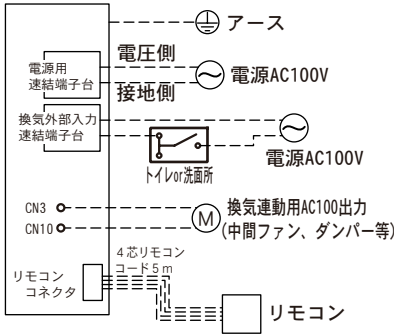 アース
電圧側
電源用
速結端子台
電源AC100V
接地側
換気外部入力
速結端子台
電源AC100V
トイレor洗面所
CN3
換気連動用AC100出力
M
CN10
(中間ファン、ダンパー等)
4芯リモコン
コード5m
リモコン
コネクタ
リモコン